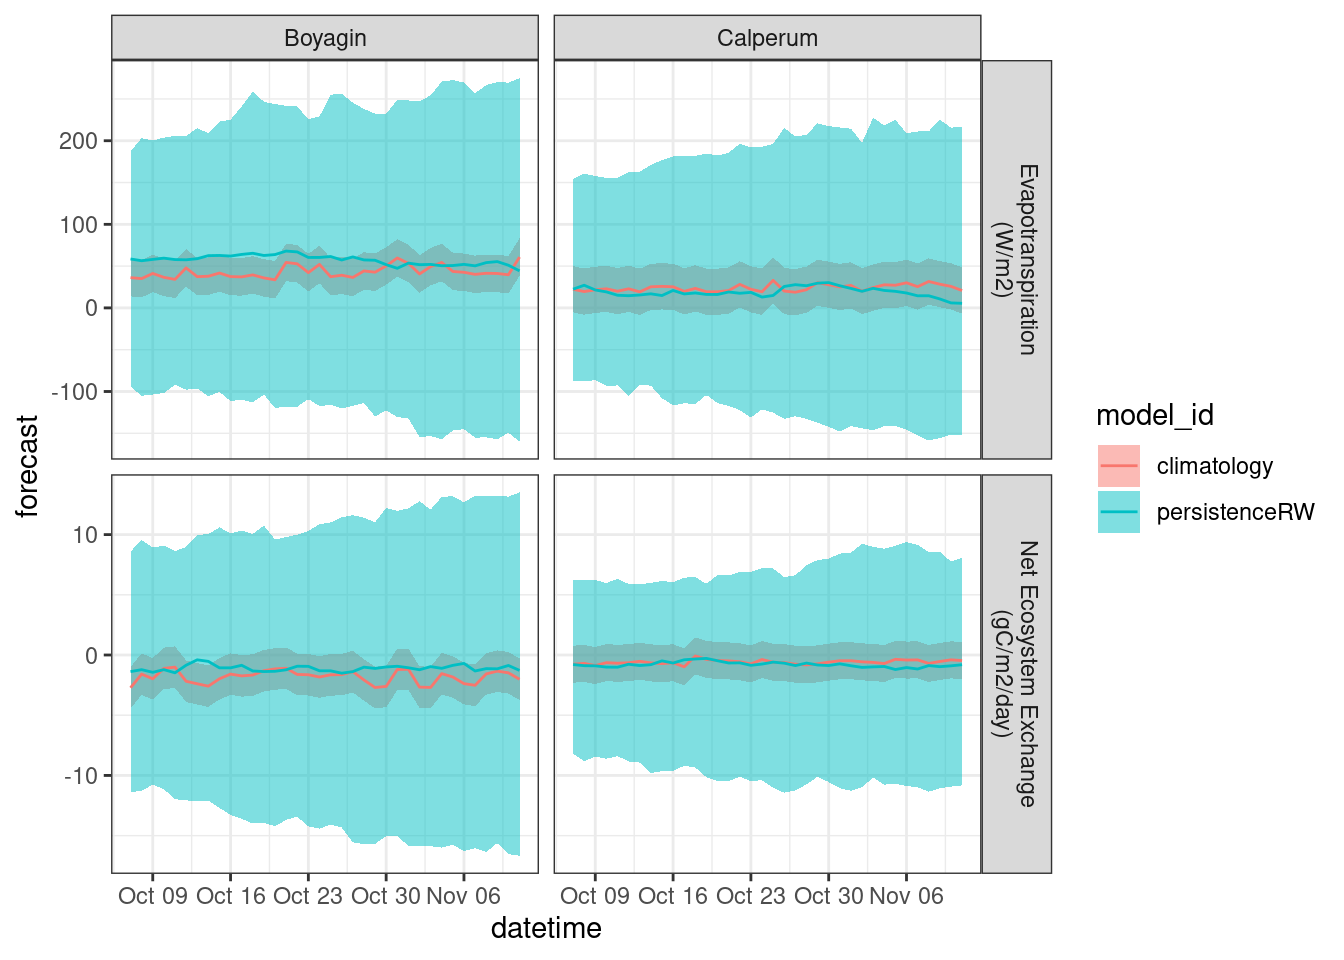 Boyagin
Calperum
200
100
0
-100
Evapotranspiration
(W/m2)
forecast
10
0
-10
Net Ecosystem Exchange
(gC/m2/day)
Oct 09 Oct 16 Oct 23 Oct 30 Nov 06
Oct 09 Oct 16 Oct 23 Oct 30 Nov 06
datetime
model_id
climatology
persistenceRW